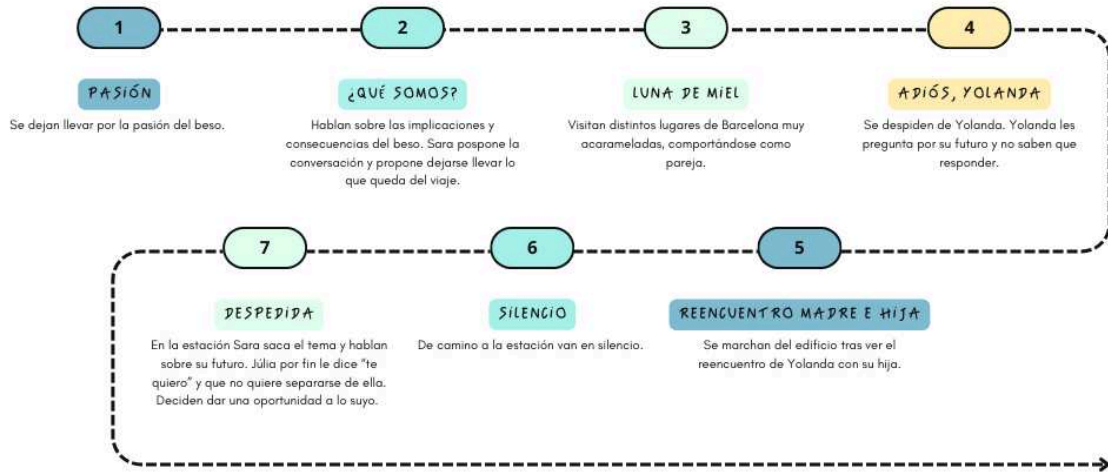 1
2
3
4
PASIÓN
¿QUÉ SOMOS?
LUNA DE MIEL
ADIÓS, YOLANDA
Se dejan llevar por la pasión del beso.
Hablan sobre las implicaciones y
consecuencias del beso. Sara pospone la
conversación y propone dejarse llevar lo
que queda del viaje.
Visitan distintos lugares de Barcelona muy
acarameladas, comportándose como
pareja.
Se despiden de Yolanda. Yolanda les
pregunta por su futuro y no saben que
responder.
5
REENCUENTRO MADRE E HIJA
Se marchan del edificio tras ver el
reencuentro de Yolanda con su hija.
6
SILENCIO
De camino a la estación van en silencio.
7
DESPEDIDA
En la estación Sara saca el tema y hablan
sobre su futuro. Júlia por fin le dice "te
quiero" y que no quiere separarse de ella.
Deciden dar una oportunidad a lo suyo.